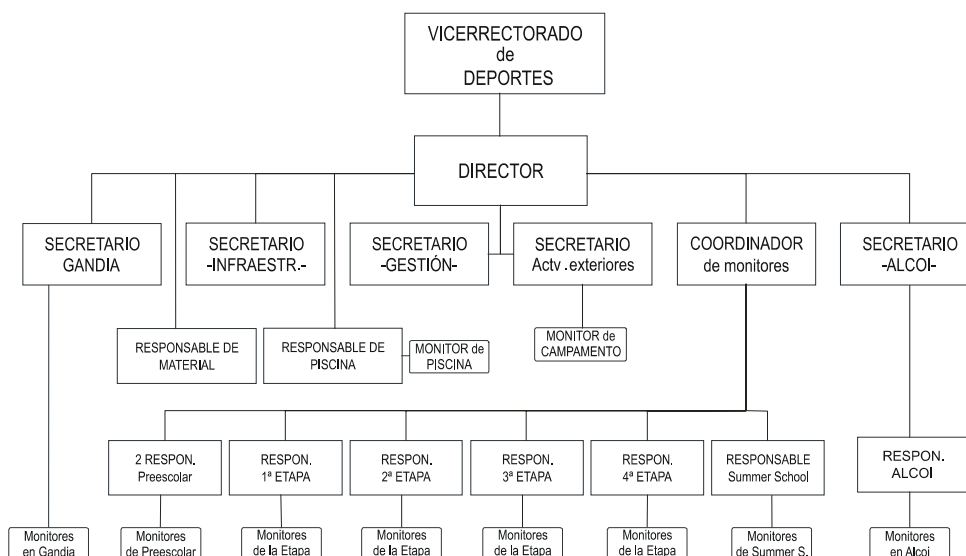 VICERRECTORADO
de
DEPORTES
DIRECTOR
SECRETARIO
GANDIA
SECRETARIO
-INFRAESTR.-
SECRETARIO
-GESTIÓN-
SECRETARIO
Actv. exteriores
COORDINADOR
de monitores
SECRETARIO
-ALCOI-
RESPONSABLE DE
MATERIAL
RESPONSABLE DE
PISCINA
MONITOR de
PISCINA
MONITOR de
CAMPAMENTO
2 RESPON.
Preescolar
RESPON.
1ª ETAPA
RESPON.
2ª ETAPA
RESPON.
3ª ETAPA
RESPON.
4ª ETAPA
RESPONSABLE
Summer School
RESPON.
ALCOI
Monitores
en Gandia
Monitores
de Preescolar
Monitores
de la Etapa
Monitores
de la Etapa
Monitores
de la Etapa
Monitores
de la Etapa
Monitores
de Summer S.
Monitores
en Alcoi